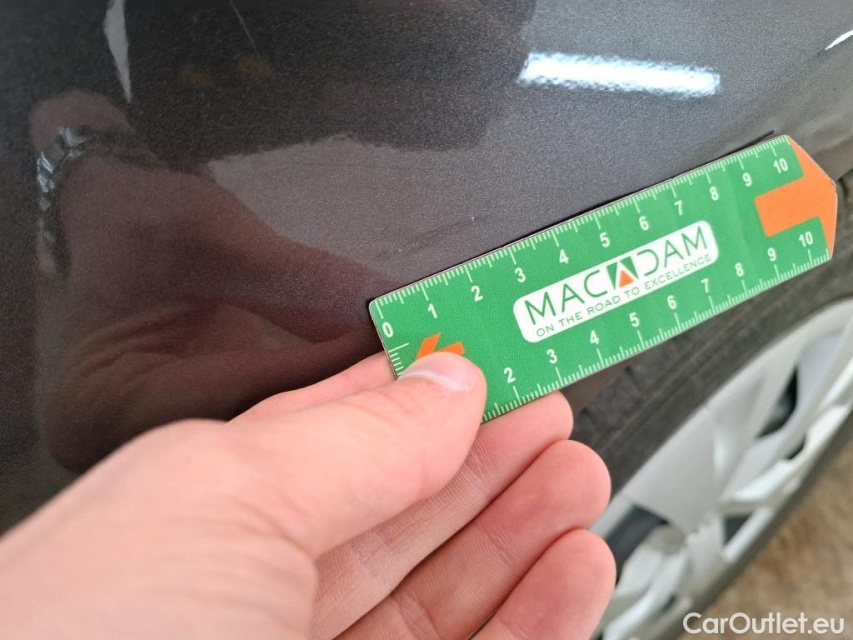 0 1 2 3 4 5 6 7 8 9 10
MACADAM
ON THE ROAD TO EXCELLENCE
2 3 4 5 6 7 8 9 10
CarOutlet.eu